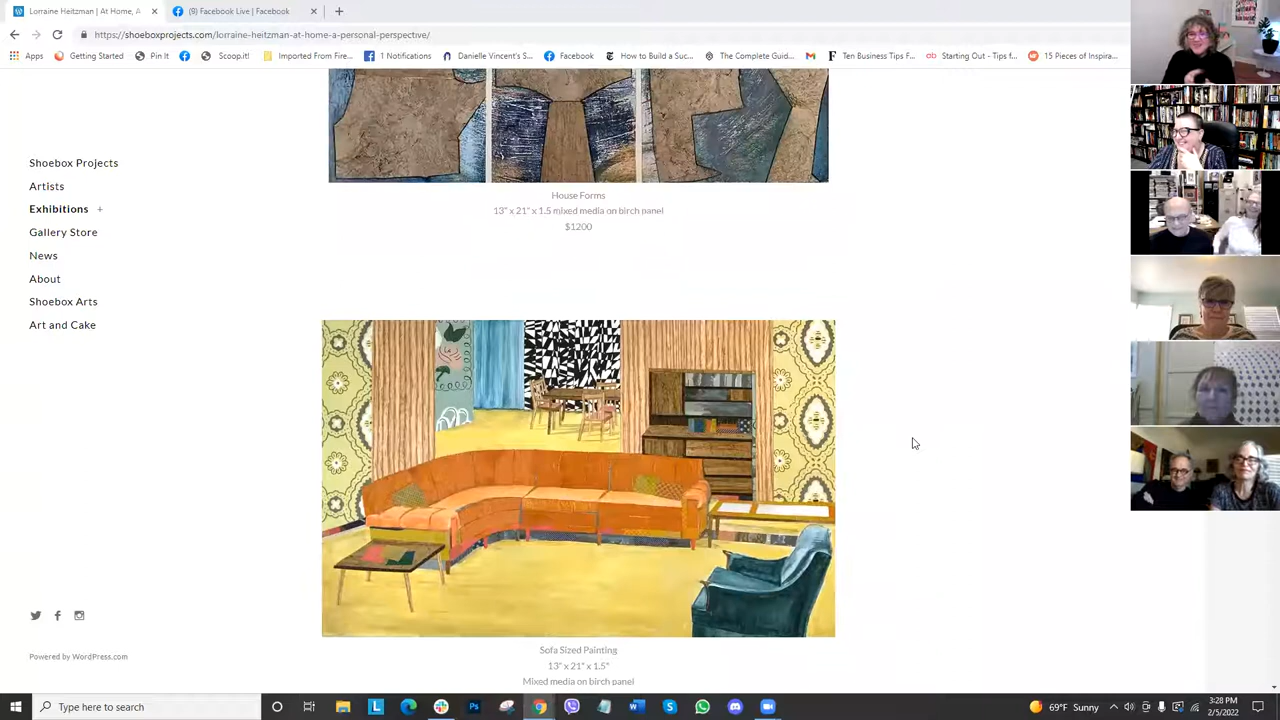 Lorraine Heitzman | At Home, A
(9) Facebook Live | Facebook
https://shoeboxprojects.com/lorraine-heitzman-at-home-a-personal-perspective/
Apps
Getting Started
Pin It
Scoop.it!
Imported From Fire...
1 Notifications
Danielle Vincent's S...
Facebook
How to Build a Suc...
The Complete Guid...
Ten Business Tips F...
Starting Out - Tips f...
15 Pieces of Inspira...
Shoebox Projects
Artists
Exhibitions +
Gallery Store
News
About
Shoebox Arts
Art and Cake
Powered by WordPress.com
House Forms
13" x 21" x 1.5 mixed media on birch panel
$1200
Sofa Sized Painting
13" x 21" x 1.5"
Mixed media on birch panel
Type here to search
69°F Sunny
3:28 PM
2/5/2022